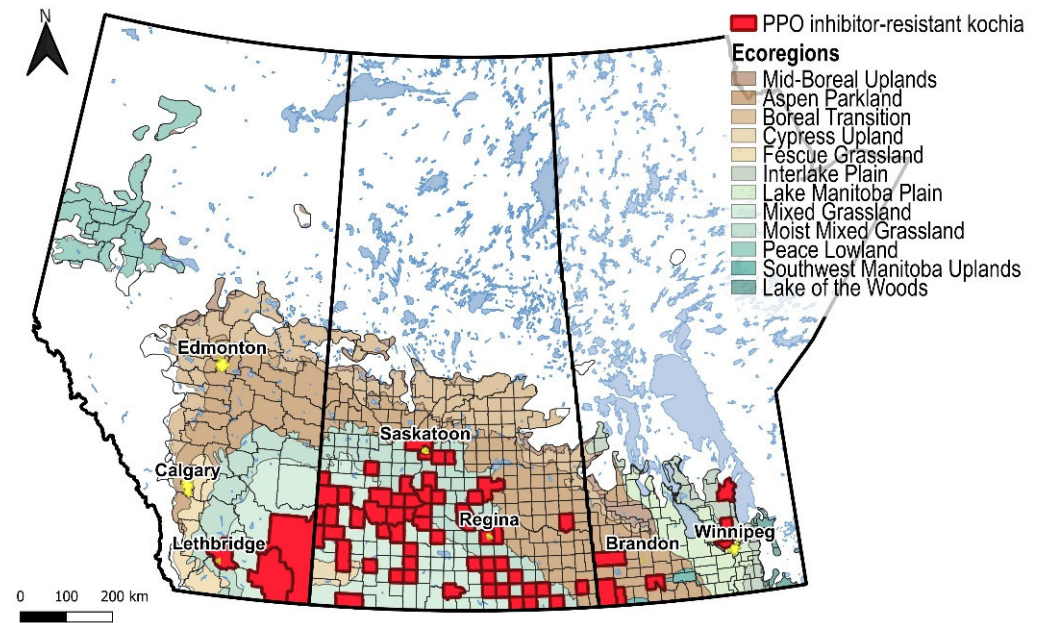 N
PPO inhibitor-resistant kochia
Ecoregions
Mid-Boreal Uplands
Aspen Parkland
Boreal Transition
Cypress Upland
Fescue Grassland
Interlake Plain
Lake Manitoba Plain
Mixed Grassland
Moist Mixed Grassland
Peace Lowland
Southwest Manitoba Uplands
Lake of the Woods
Edmonton
Saskatoon
Calgary
Regina
Winnipeg
Lethbridge
Brandon
0 100 200 km